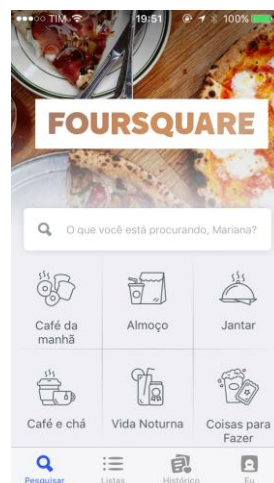 TIM 19:51 100%
FOURSQUARE
O que você está procurando, Mariana?
Café da manhã
Almoço
Jantar
Café e chá
Vida Noturna
Coisas para Fazer
Pesquisar Listas Histórico Eu